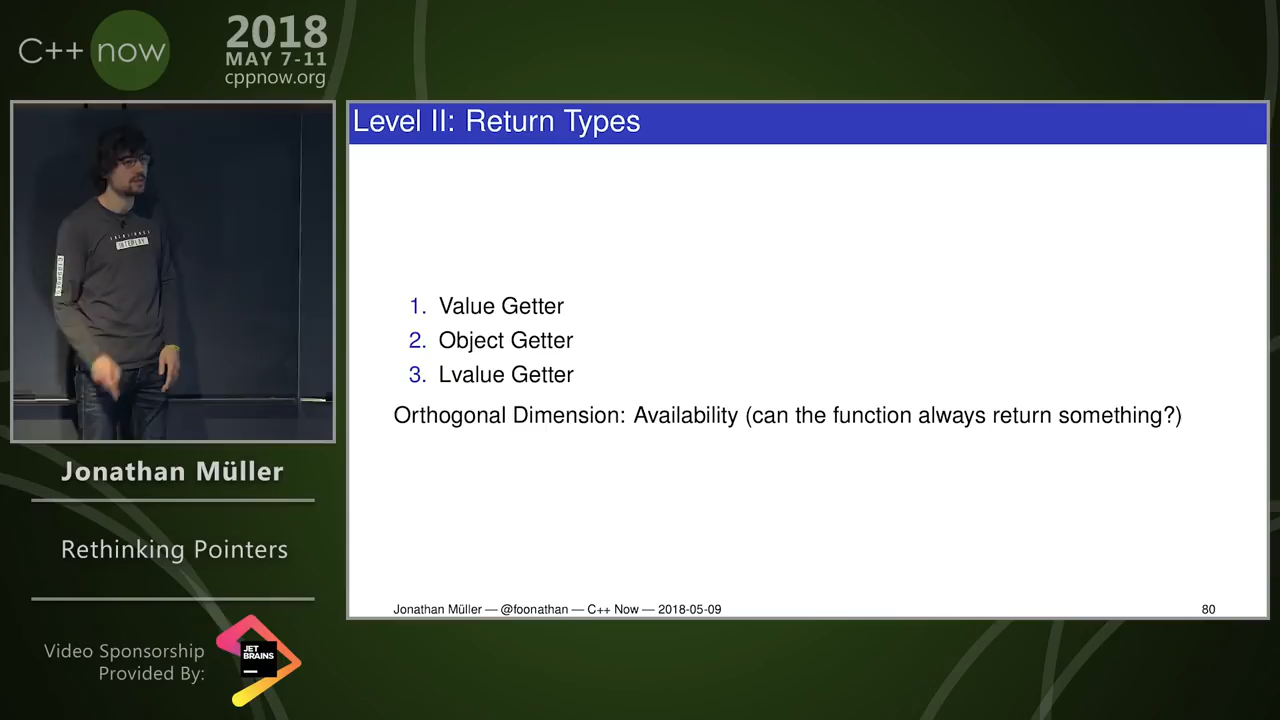 C++ now
2018
MAY 7-11
cppnow.org
Level II: Return Types
1. Value Getter
2. Object Getter
3. Lvalue Getter
Orthogonal Dimension: Availability (can the function always return something?)
Jonathan Müller — @foonathan — C++ Now — 2018-05-09
80
Jonathan Müller
Rethinking Pointers
Video Sponsorship
Provided By:
JET
BRAINS